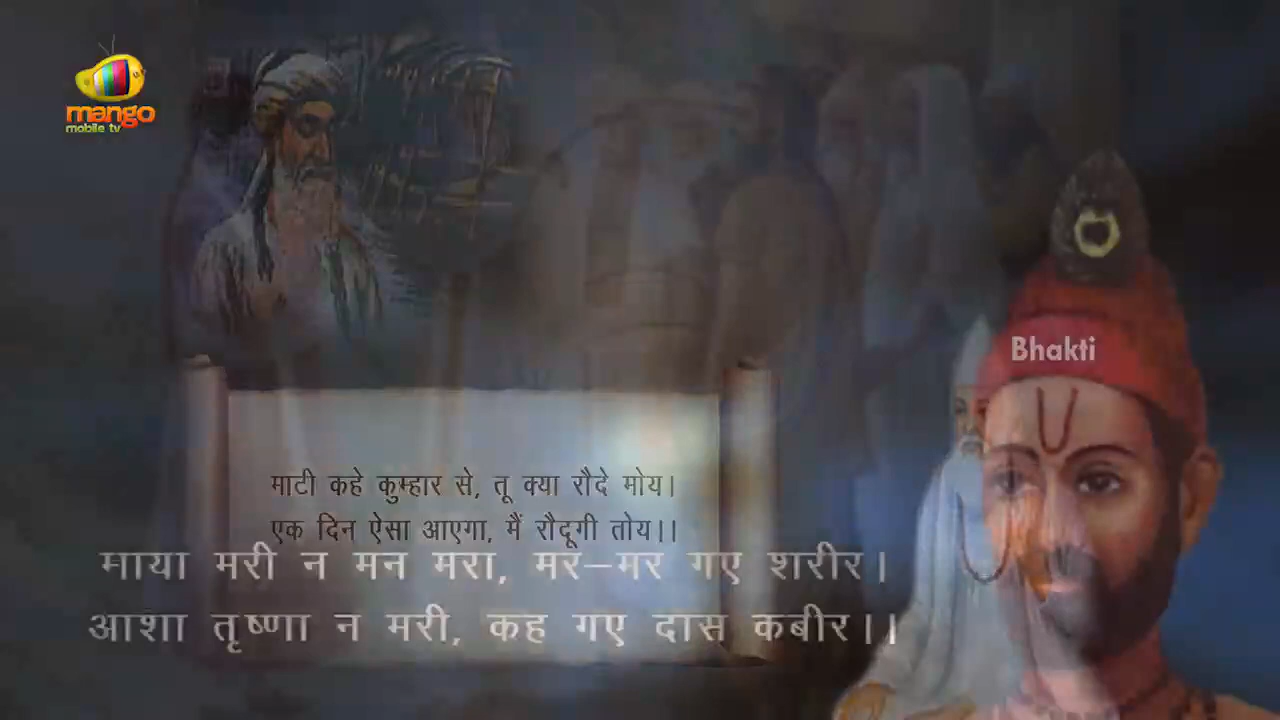 mango
mobile tv
Bhakti
माटी कहे कुम्हार से, तू क्या रौदे मोय।
एक दिन ऐसा आएगा, मैं रौदूगी तोय।।
माया मरी न मन मरा, मर–मर गए शरीर।
आशा तृष्णा न मरी, कह गए दास कबीर।।